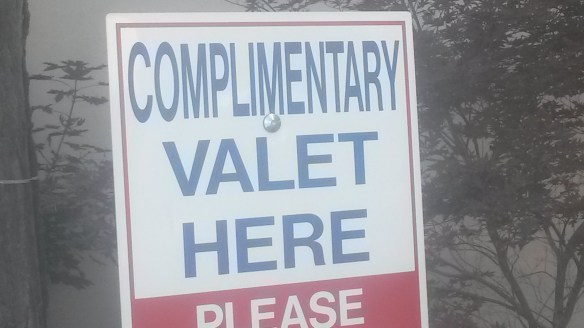 COMPLIMENTARY
VALET
HERE
PLEASE